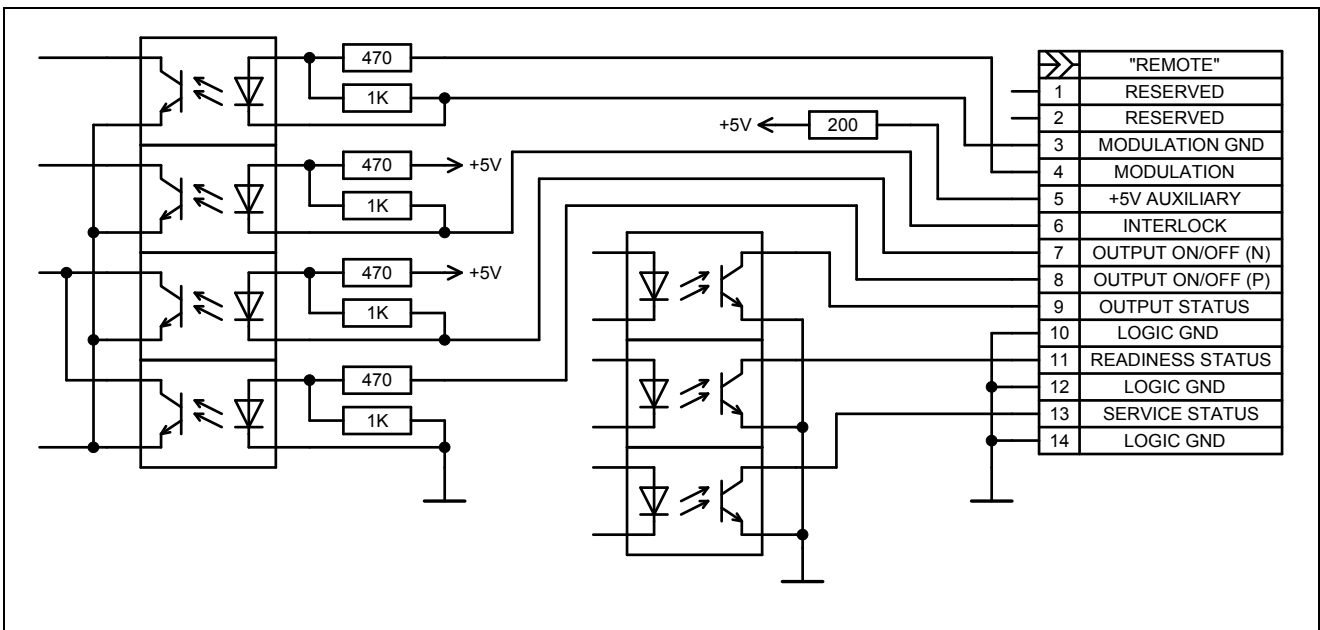 470
1K
+5V
200
470
+5V
1K
470
+5V
1K
470
1K
"REMOTE"
1 RESERVED
2 RESERVED
3 MODULATION GND
4 MODULATION
5 +5V AUXILIARY
6 INTERLOCK
7 OUTPUT ON/OFF (N)
8 OUTPUT ON/OFF (P)
9 OUTPUT STATUS
10 LOGIC GND
11 READINESS STATUS
12 LOGIC GND
13 SERVICE STATUS
14 LOGIC GND